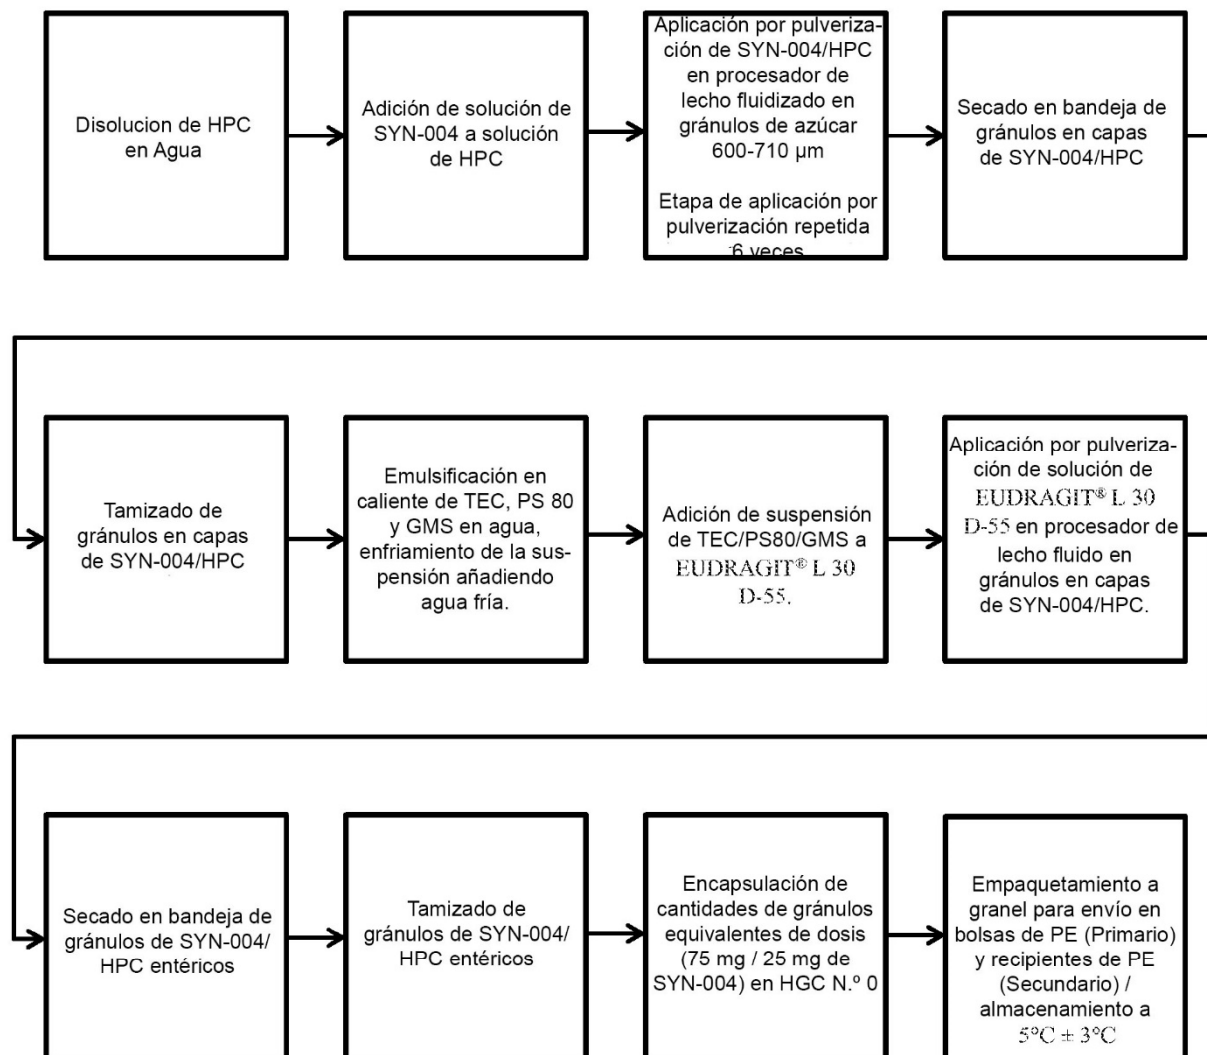 Disolucion de HPC
en Agua
Adición de solución de
SYN-004 a solución
de HPC
Aplicación por pulveriza-
ción de SYN-004/HPC
en procesador de
lecho fluidizado en
gránulos de azúcar
600-710 µm
Etapa de aplicación por
pulverización repetida
6 veces
Secado en bandeja de
gránulos en capas
de SYN-004/HPC
Tamizado de
gránulos en capas
de SYN-004/HPC
Emulsificación en
caliente de TEC, PS 80
y GMS en agua,
enfriamiento de la sus-
pensión añadiendo
agua fría.
Adición de suspensión
de TEC/PS80/GMS a
EUDRAGIT® L 30
D-55.
Aplicación por pulveriza-
ción de solución de
EUDRAGIT® L 30
D-55 en procesador de
lecho fluido en
gránulos en capas
de SYN-004/HPC.
Secado en bandeja de
gránulos de SYN-004/
HPC entéricos
Tamizado de
gránulos de SYN-004/
HPC entéricos
Encapsulación de
cantidades de gránulos
equivalentes de dosis
(75 mg / 25 mg de
SYN-004) en HGC N.º 0
Empaquetamiento a
granel para envío en
bolsas de PE (Primario)
y recipientes de PE
(Secundario) /
almacenamiento a
5°C ± 3°C